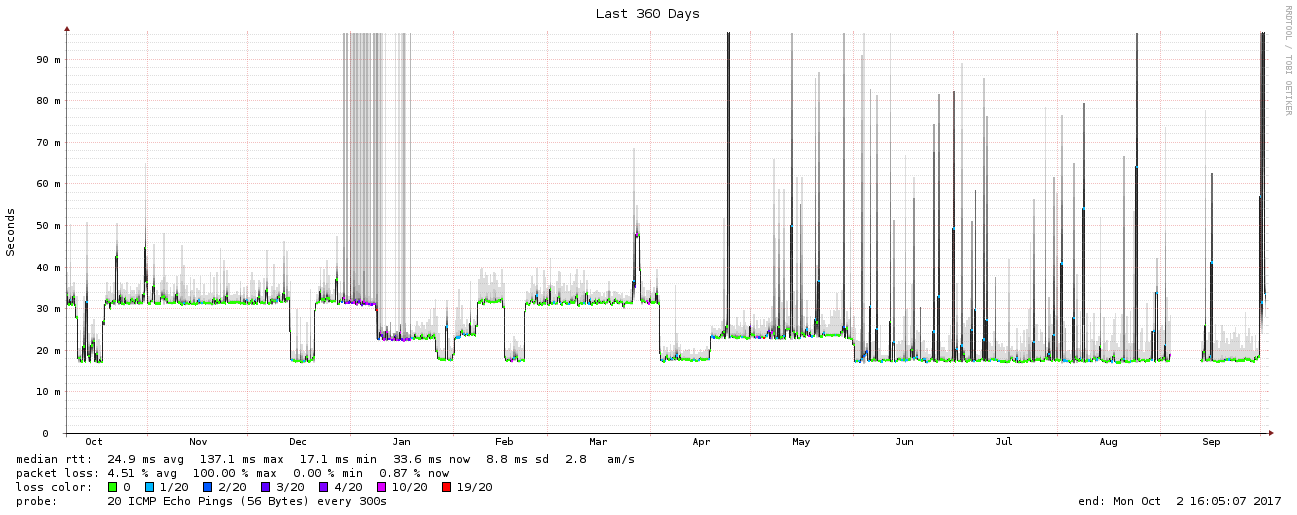 Last 360 Days
RRDTOOL / TOBI OETIKER
Seconds
90 m
80 m
70 m
60 m
50 m
40 m
30 m
20 m
10 m
0
Oct Nov Dec Jan Feb Mar Apr May Jun Jul Aug Sep
median rtt: 24.9 ms avg 137.1 ms max 17.1 ms min 33.6 ms now 8.8 ms sd 2.8 am/s
packet loss: 4.51 % avg 100.00 % max 0.00 % min 0.87 % now
loss color: 0 1/20 2/20 3/20 4/20 10/20 19/20
probe: 20 ICMP Echo Pings (56 Bytes) every 300s end: Mon Oct 2 16:05:07 2017